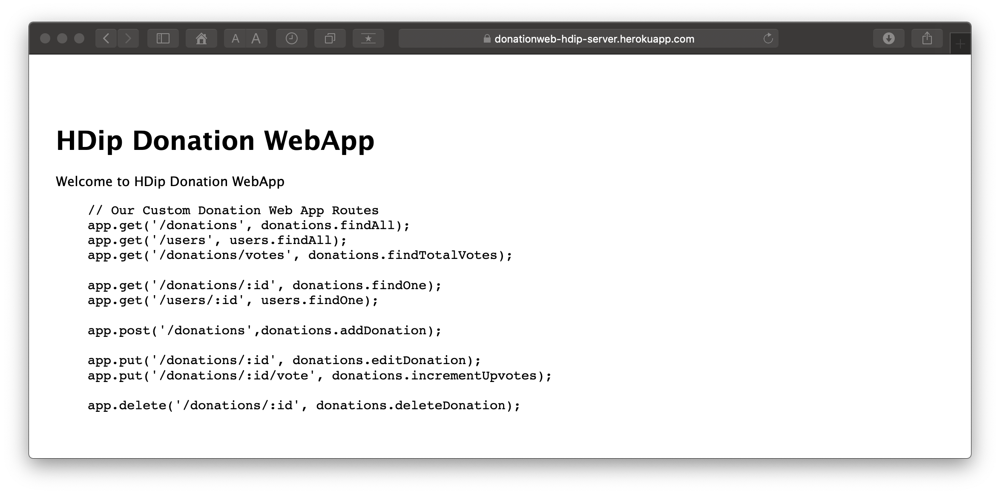 A A
donationweb-hdip-server.herokuapp.com
HDip Donation WebApp
Welcome to HDip Donation WebApp
// Our Custom Donation Web App Routes
app.get('/donations', donations.findAll);
app.get('/users', users.findAll);
app.get('/donations/votes', donations.findTotalVotes);
app.get('/donations/:id', donations.findOne);
app.get('/users/:id', users.findOne);
app.post('/donations',donations.addDonation);
app.put('/donations/:id', donations.editDonation);
app.put('/donations/:id/vote', donations.incrementUpvotes);
app.delete('/donations/:id', donations.deleteDonation);